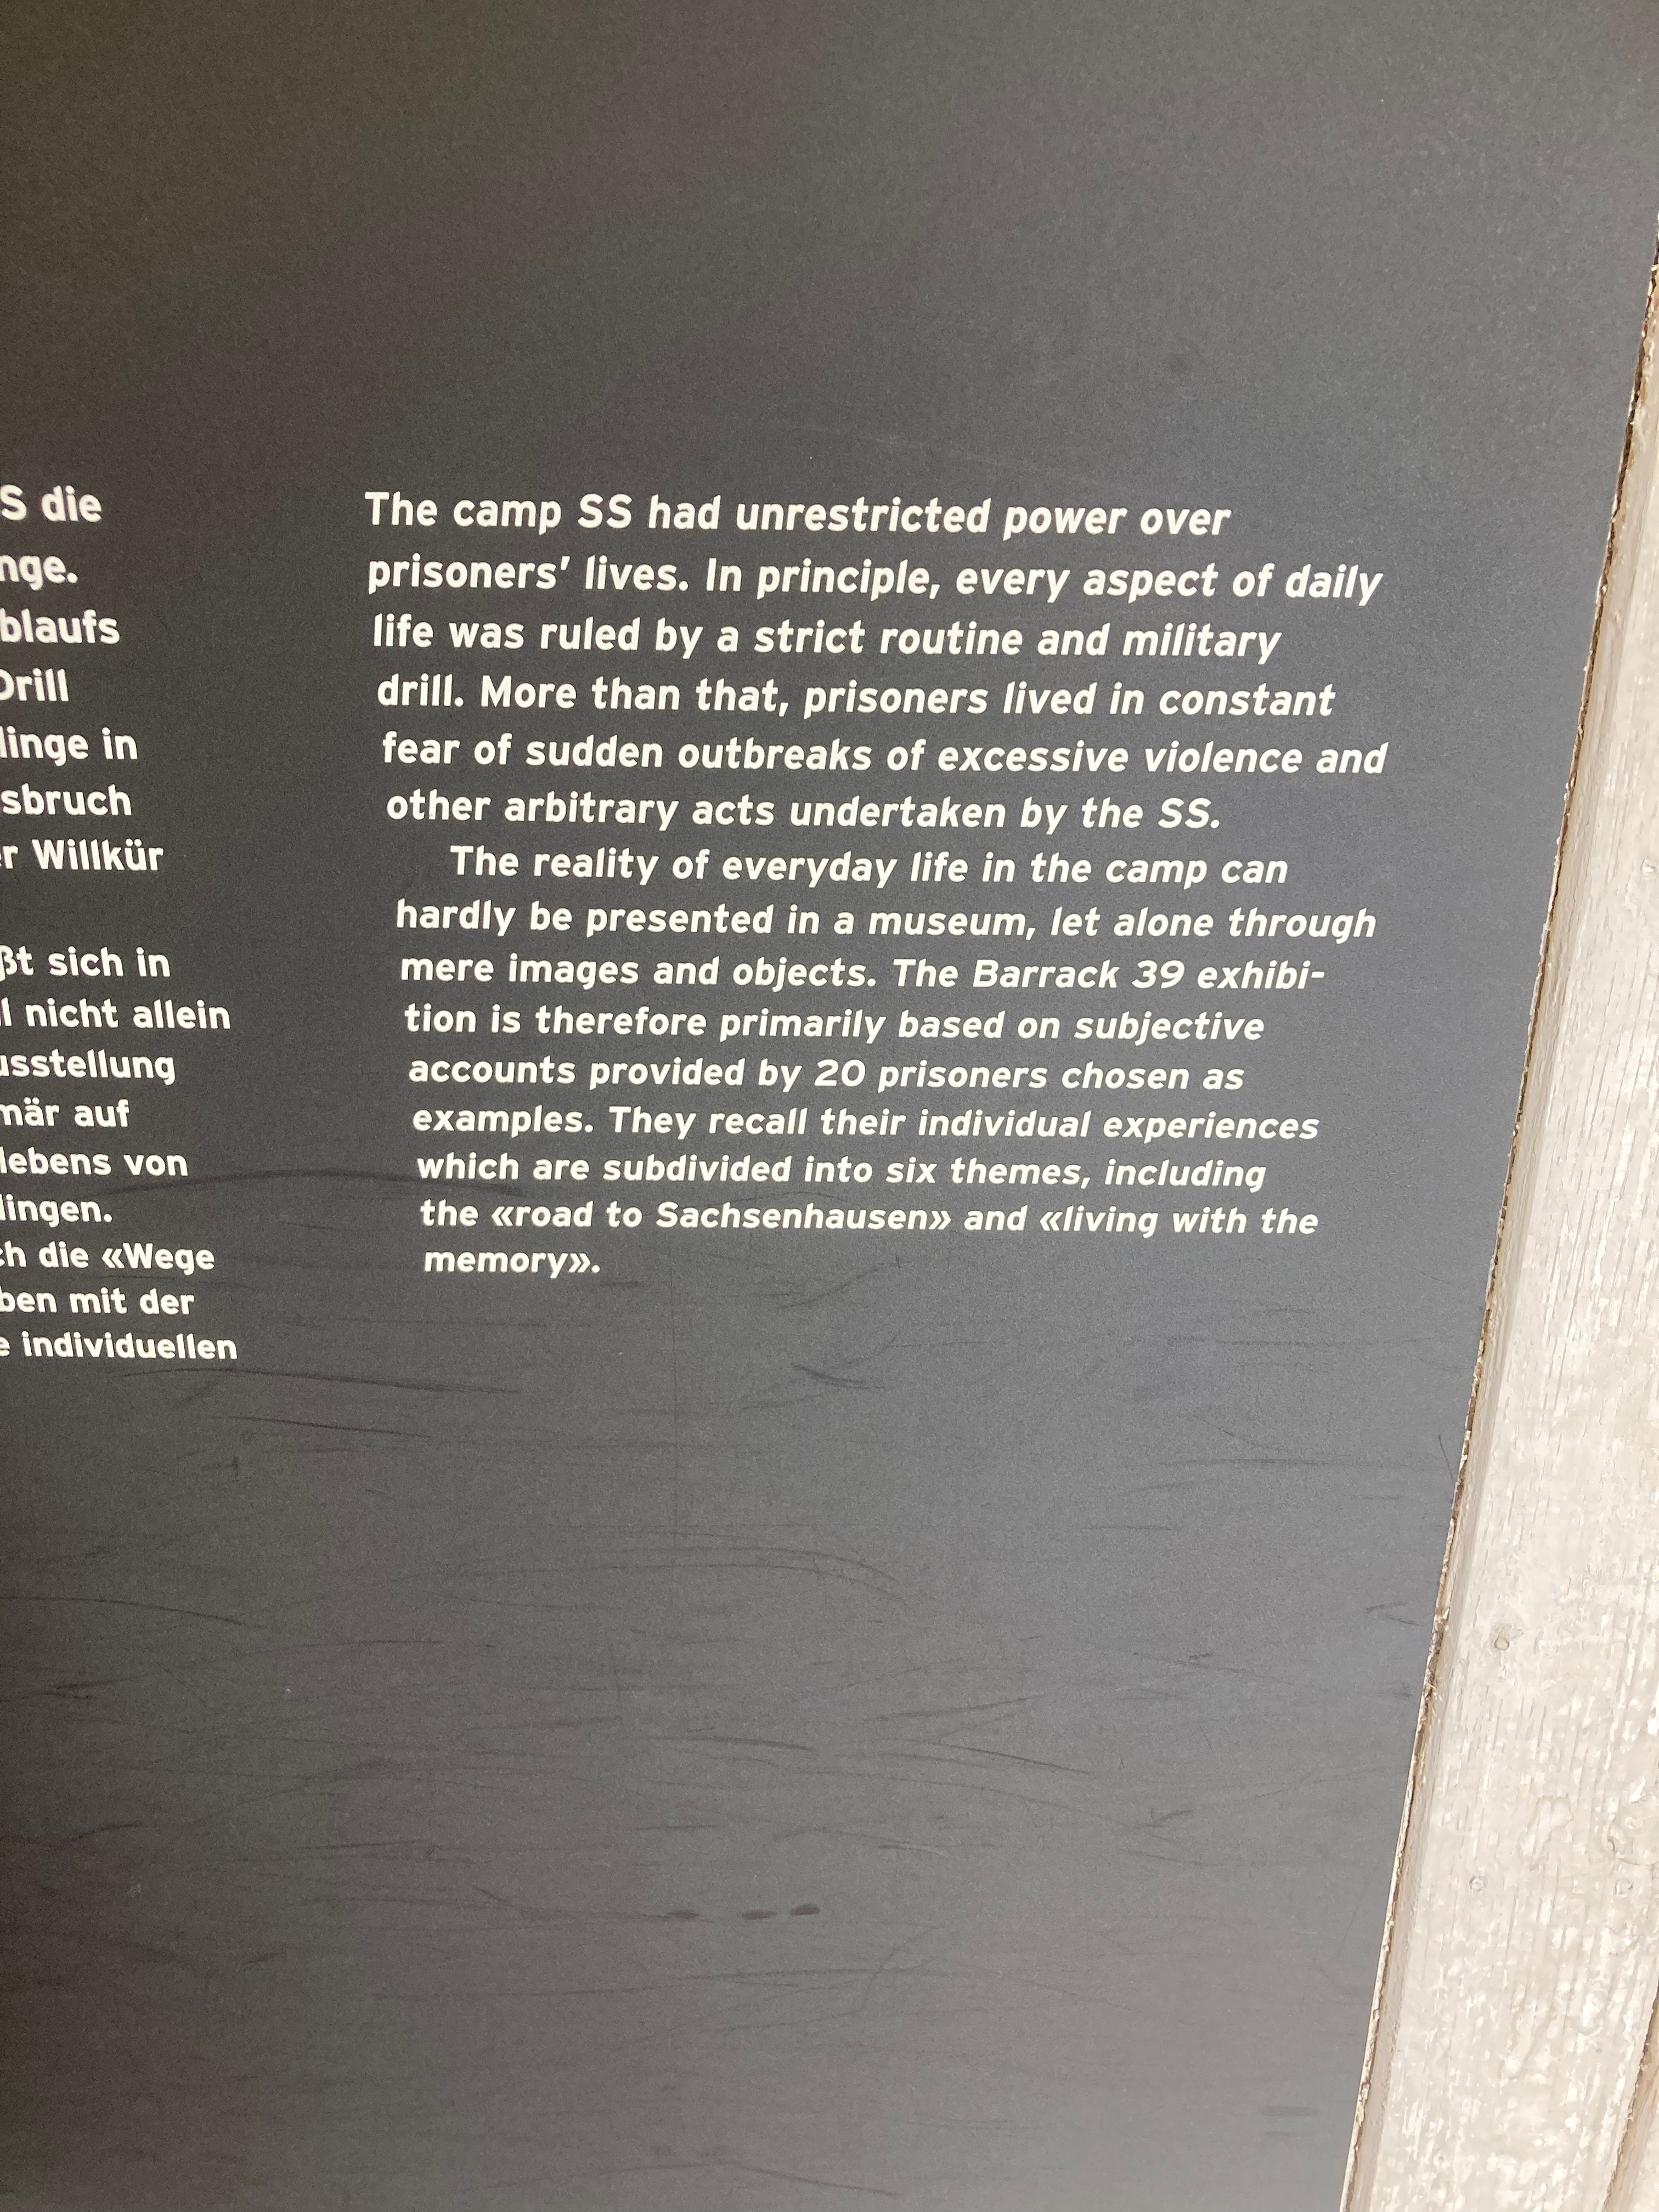 S die
nge.
blaufs
Drill
linge in
sbruch
r Willkür
ßt sich in
l nicht allein
usstellung
mär auf
lebens von
lingen.
ch die «Wege
ben mit der
e individuellen
The camp SS had unrestricted power over
prisoners' lives. In principle, every aspect of daily
life was ruled by a strict routine and military
drill. More than that, prisoners lived in constant
fear of sudden outbreaks of excessive violence and
other arbitrary acts undertaken by the SS.
The reality of everyday life in the camp can
hardly be presented in a museum, let alone through
mere images and objects. The Barrack 39 exhibi-
tion is therefore primarily based on subjective
accounts provided by 20 prisoners chosen as
examples. They recall their individual experiences
which are subdivided into six themes, including
the «road to Sachsenhausen» and «living with the
memory».